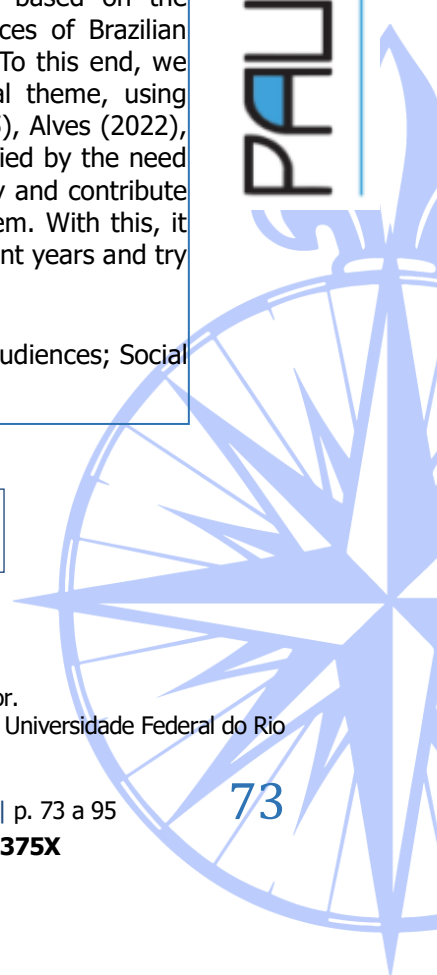 based on the
ces of Brazilian
To this end, we
al theme, using
), Alves (2022),
ied by the need
y and contribute
em. With this, it
nt years and try
udiences; Social
or.
Universidade Federal do Rio
| p. 73 a 95
73
375X
PAU